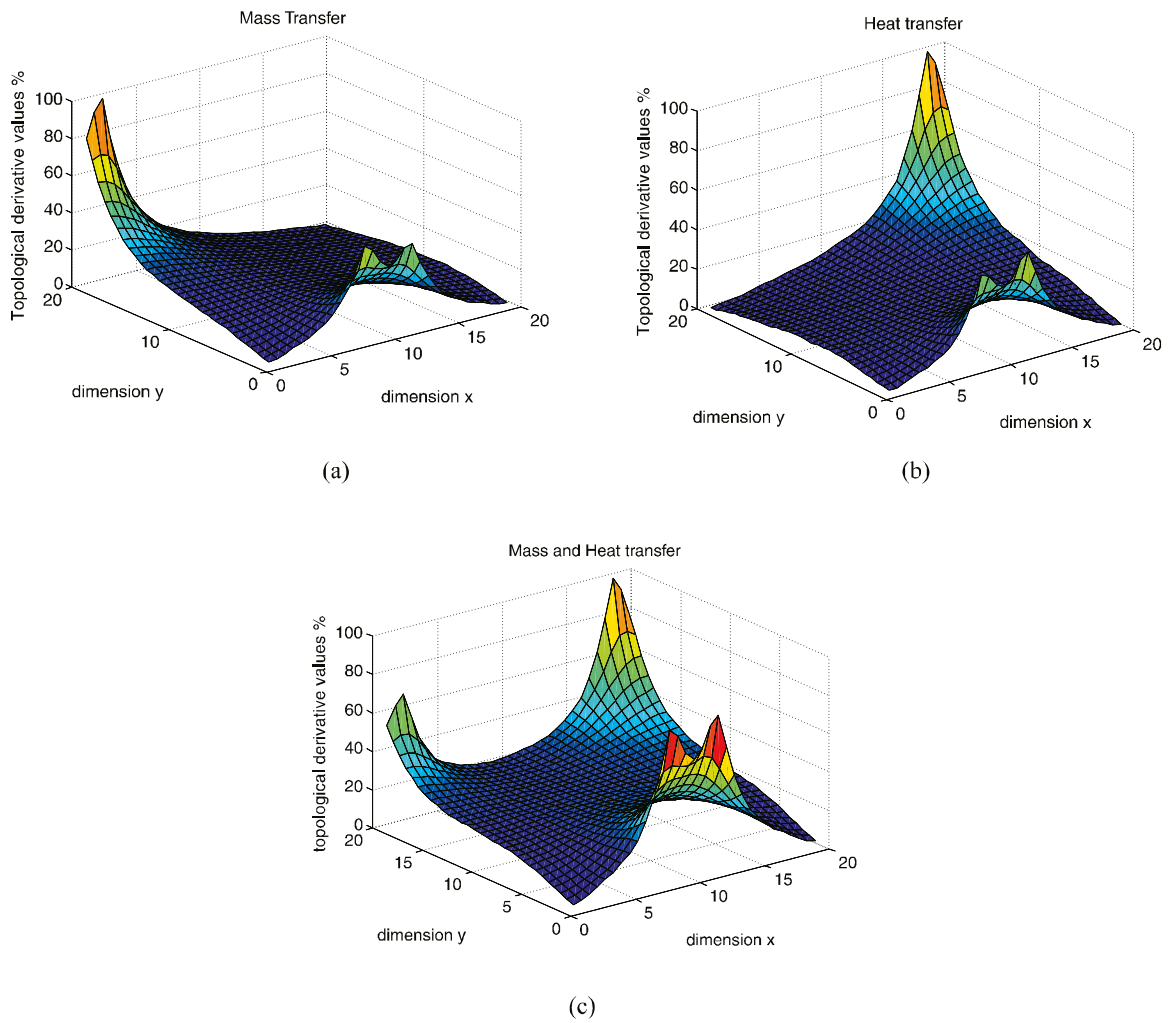 Mass Transfer
Topological derivative values %
100
80
60
40
20
0
20
10
0
0
5
10
15
20
dimension y
dimension x
(a)
Heat transfer
Topological derivative values %
100
80
60
40
20
0
20
10
0
0
5
10
15
20
dimension y
dimension x
(b)
Mass and Heat transfer
topological derivative values %
100
80
60
40
20
0
20
15
10
5
0
0
5
10
15
20
dimension y
dimension x
(c)